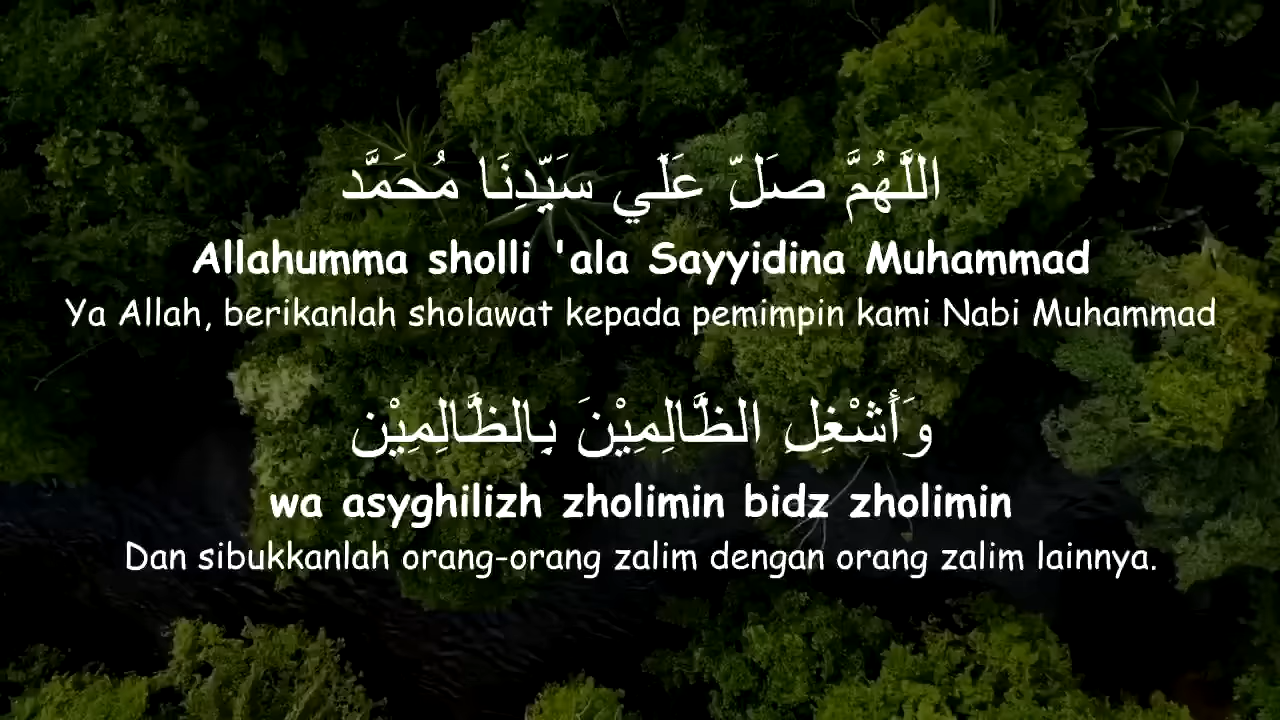 اللَّهُمَّ صَلِّ عَلَي سَيِّدِنَا مُحَمَّد
Allahumma sholli 'ala Sayyidina Muhammad
Ya Allah, berikanlah sholawat kepada pemimpin kami Nabi Muhammad
وَأَشْغِلِ الظَّالِمِيْنَ بِالظَّالِمِيْن
wa asyghilizh zholimin bidz zholimin
Dan sibukkanlah orang-orang zalim dengan orang zalim lainnya.